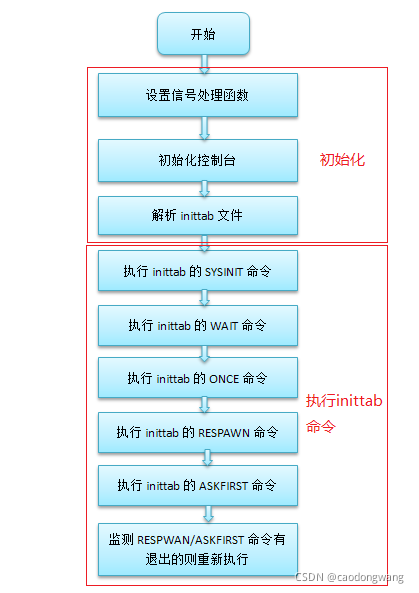 开始
设置信号处理函数
初始化控制台
初始化
解析 inittab 文件
执行 inittab 的 SYSINIT 命令
执行 inittab 的 WAIT 命令
执行 inittab 的 ONCE 命令
执行inittab
命令
执行 inittab 的 RESPAWN 命令
执行 inittab 的 ASKFIRST 命令
监测 RESPWAN/ASKFIRST 命令有
退出的则重新执行
CSDN @caodongwang